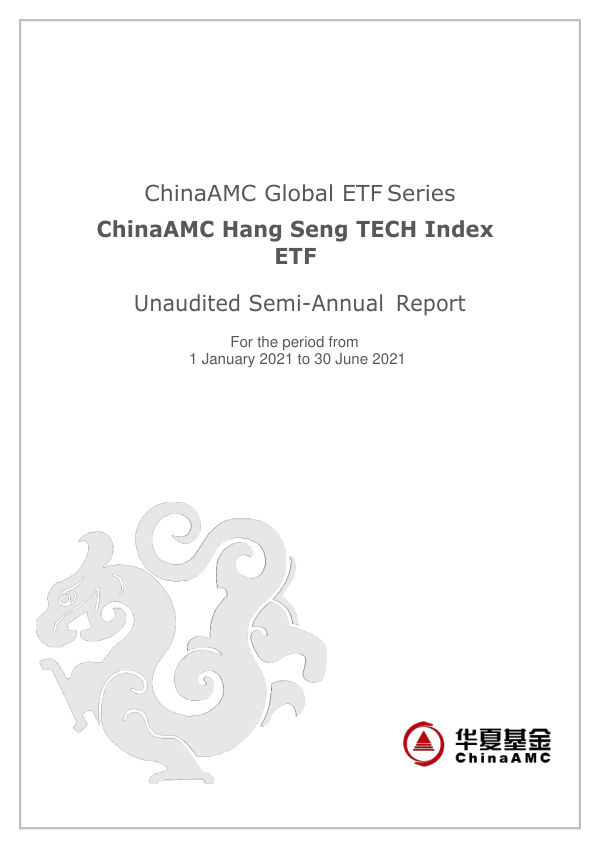 ChinaAMC Global ETF Series
ChinaAMC Hang Seng TECH Index
ETF
Unaudited Semi-Annual Report
For the period from
1 January 2021 to 30 June 2021
华夏基金
ChinaAMC